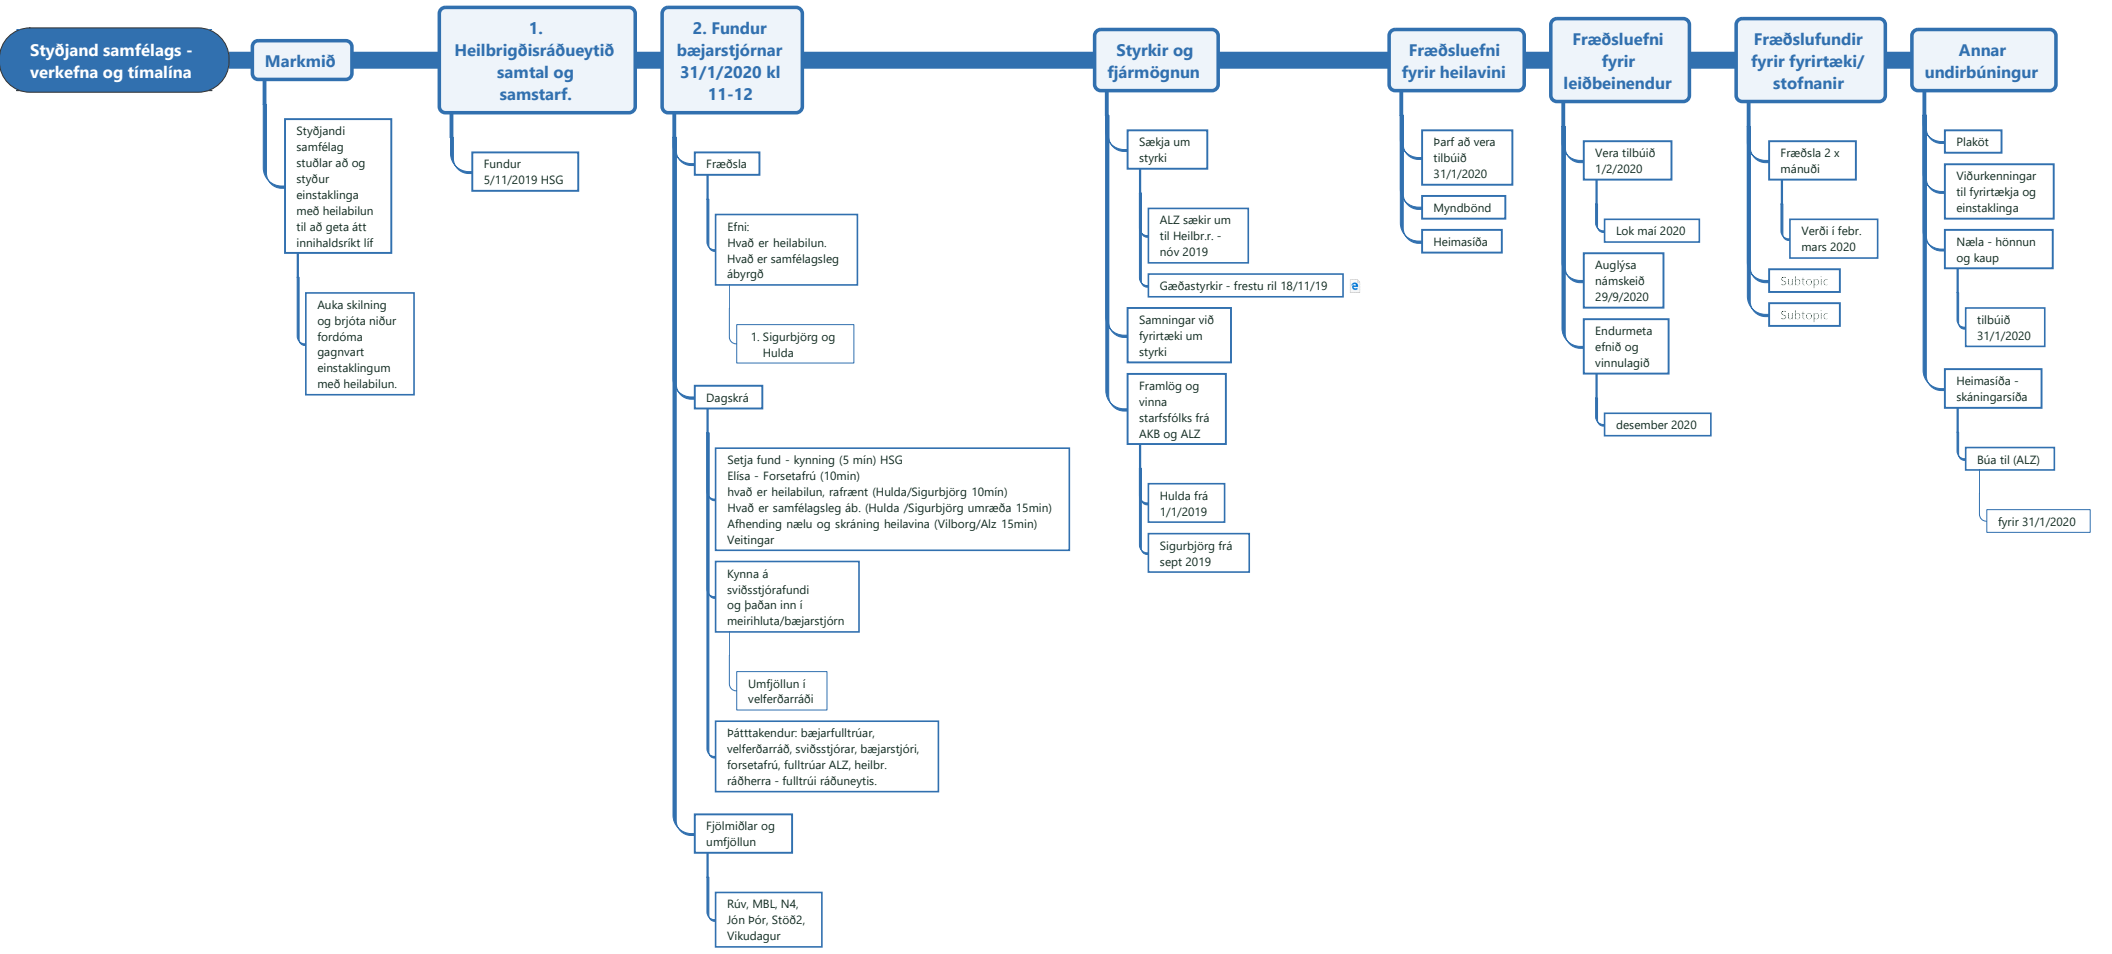 Styðjand samfélags -
verkefna og tímalína
Markmið
Styðjandi
samfélag
stuðlar að og
styður
einstaklinga
með heilabilun
til að geta átt
innihaldsríkt líf
Auka skilning
og brjóta niður
fordóma
gagnvart
einstaklingum
með heilabilun.
1.
Heilbrigðisráðueytið
samtal og
samstarf.
Fundur
5/11/2019 HSG
2. Fundur
bæjarstjórnar
31/1/2020 kl
11-12
Fræðsla
Efni:
Hvað er heilabilun.
Hvað er samfélagsleg
ábyrgð
1. Sigurbjörg og
Hulda
Dagskrá
Setja fund - kynning (5 mín) HSG
Elísa - Forsetafrú (10min)
hvað er heilabilun, rafrænt (Hulda/Sigurbjörg 10mín)
Hvað er samfélagsleg áb. (Hulda /Sigurbjörg umræða 15min)
Afhending nælu og skráning heilavina (Vilborg/Alz 15min)
Veitingar
Kynna á
sviðsstjórafundi
og þaðan inn í
meirihluta/bæjarstjórn
Umfjöllun í
velferðarráði
Þátttakendur: bæjarfulltrúar,
velferðarráð, sviðsstjórar, bæjarstjóri,
forsetafrú, fulltrúar ALZ, heilbr.
ráðherra - fulltrúi ráðuneytis.
Fjölmiðlar og
umfjöllun
Rúv, MBL, N4,
Jón Þór, Stöð2,
Vikudagur
Styrkir og
fjármögnun
Sækja um
styrki
ALZ sækir um
til Heilbr.r. -
nóv 2019
Gæðastyrkir - frestu ril 18/11/19
Samningar við
fyrirtæki um
styrki
Framlög og
vinna
starfsfólks frá
AKB og ALZ
Hulda frá
1/1/2019
Sigurbjörg frá
sept 2019
Fræðsluefni
fyrir heilavini
Þarf að vera
tilbúið
31/1/2020
Myndbönd
Heimasíða
Fræðsluefni
fyrir
leiðbeinendur
Vera tilbúið
1/2/2020
Lok maí 2020
Auglýsa
námskeið
29/9/2020
Endurmeta
efnið og
vinnulagið
desember 2020
Fræðslufundir
fyrir fyrirtæki/
stofnanir
Fræðsla 2 x
mánuði
Verði í febr.
mars 2020
Subtopic
Subtopic
Annar
undirbúningur
Plaköt
Viðurkenningar
til fyrirtækja og
einstaklinga
Næla - hönnun
og kaup
tilbúið
31/1/2020
Heimasíða -
skáningarsíða
Búa til (ALZ)
fyrir 31/1/2020